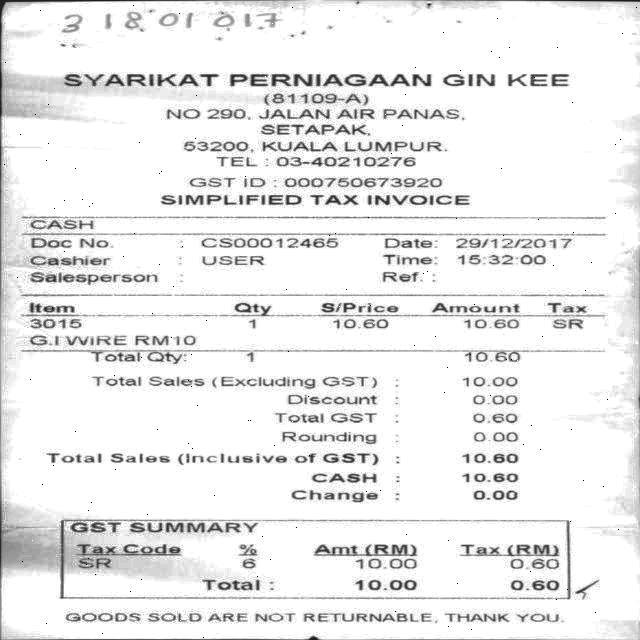 3 18 01 017
SYARIKAT PERNIAGAAN GIN KEE
(81109-A)
NO 290, JALAN AIR PANAS,
SETAPAK,
53200, KUALA LUMPUR.
TEL : 03-40210276
GST ID : 000750673920
SIMPLIFIED TAX INVOICE
CASH
Doc No. : CS00012465 Date: 29/12/2017
Cashier : USER Time: 15:32:00
Salesperson : Ref. :
Item Qty S/Price Amount Tax
3015 1 10.60 10.60 SR
G.I WIRE RM10
Total Qty: 1 10.60
Total Sales (Excluding GST) : 10.00
Discount : 0.00
Total GST : 0.60
Rounding : 0.00
Total Sales (Inclusive of GST) : 10.60
CASH : 10.60
Change : 0.00
GST SUMMARY
Tax Code % Amt (RM) Tax (RM)
SR 6 10.00 0.60
Total : 10.00 0.60
GOODS SOLD ARE NOT RETURNABLE, THANK YOU.